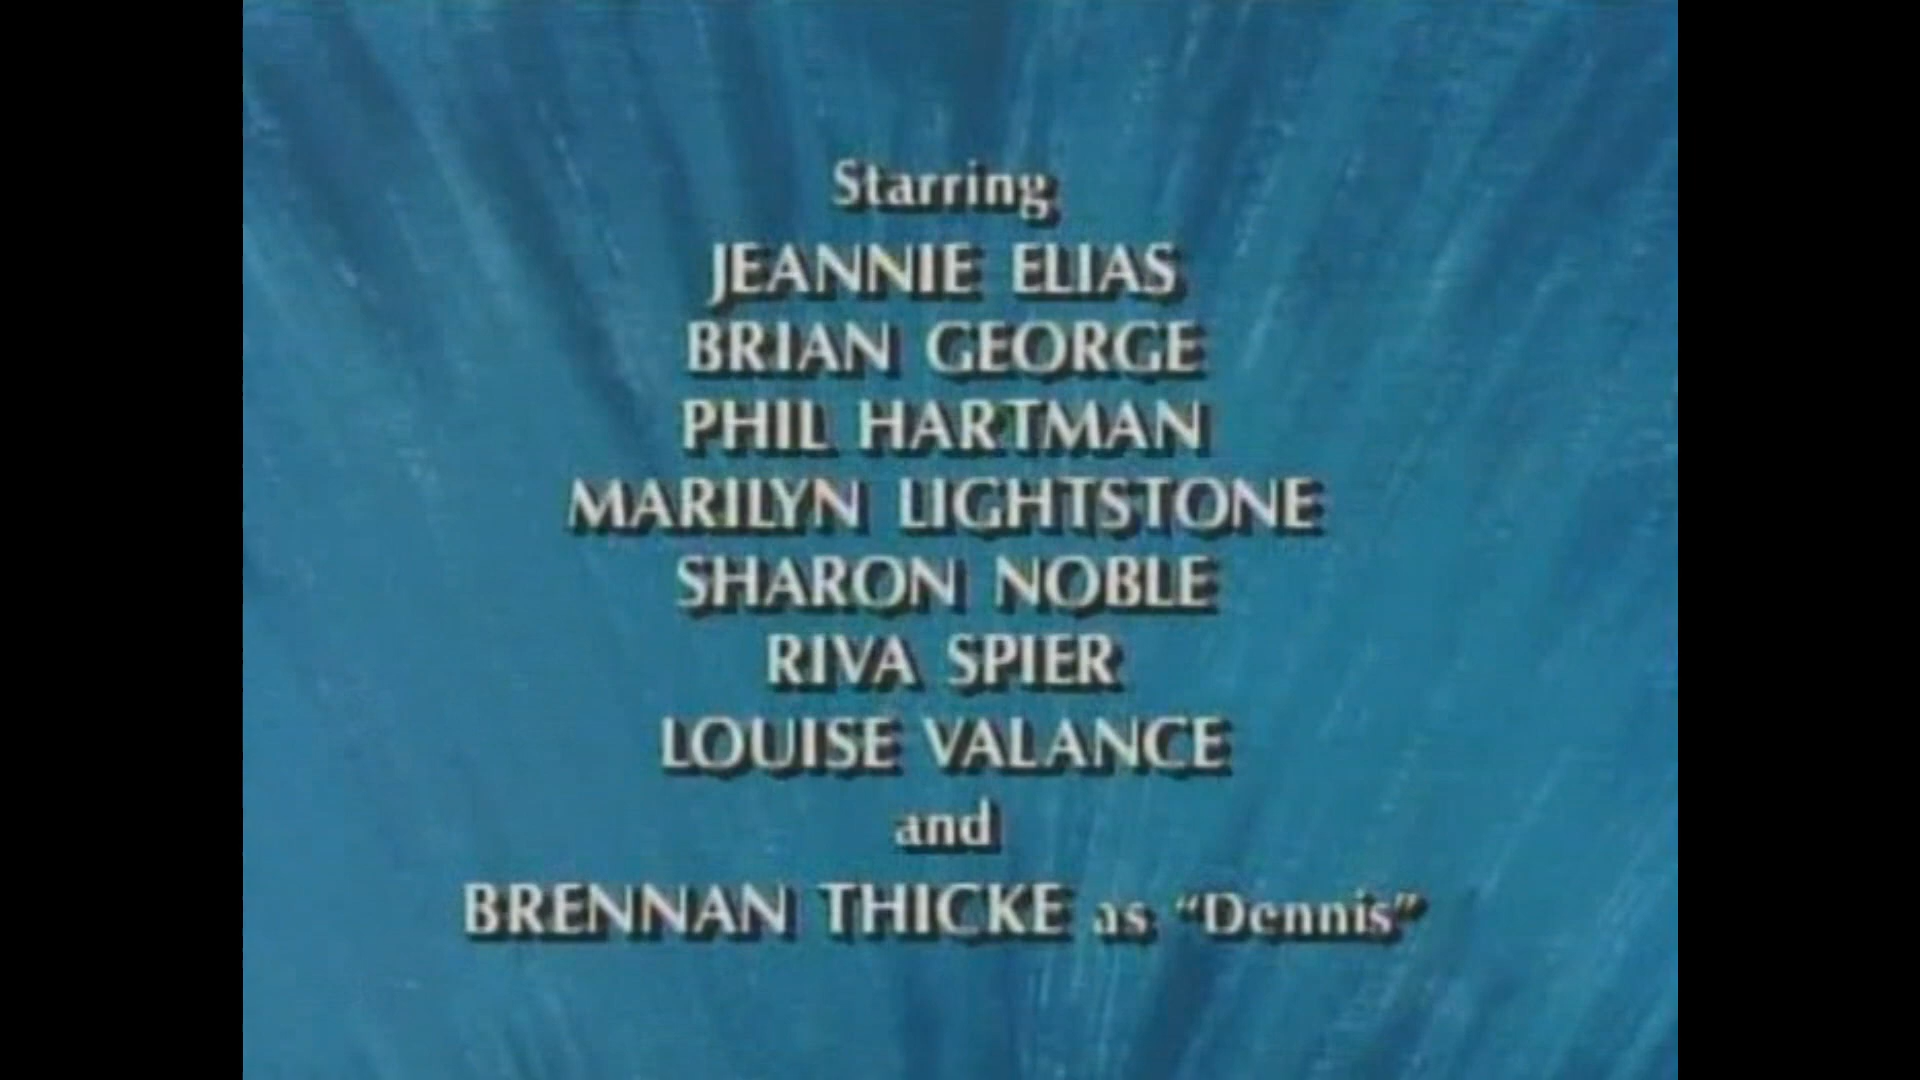 Starring
JEANNIE ELIAS
BRIAN GEORGE
PHIL HARTMAN
MARILYN LIGHTSTONE
SHARON NOBLE
RIVA SPIER
LOUISE VALANCE
and
BRENNAN THICKE as “Dennis”